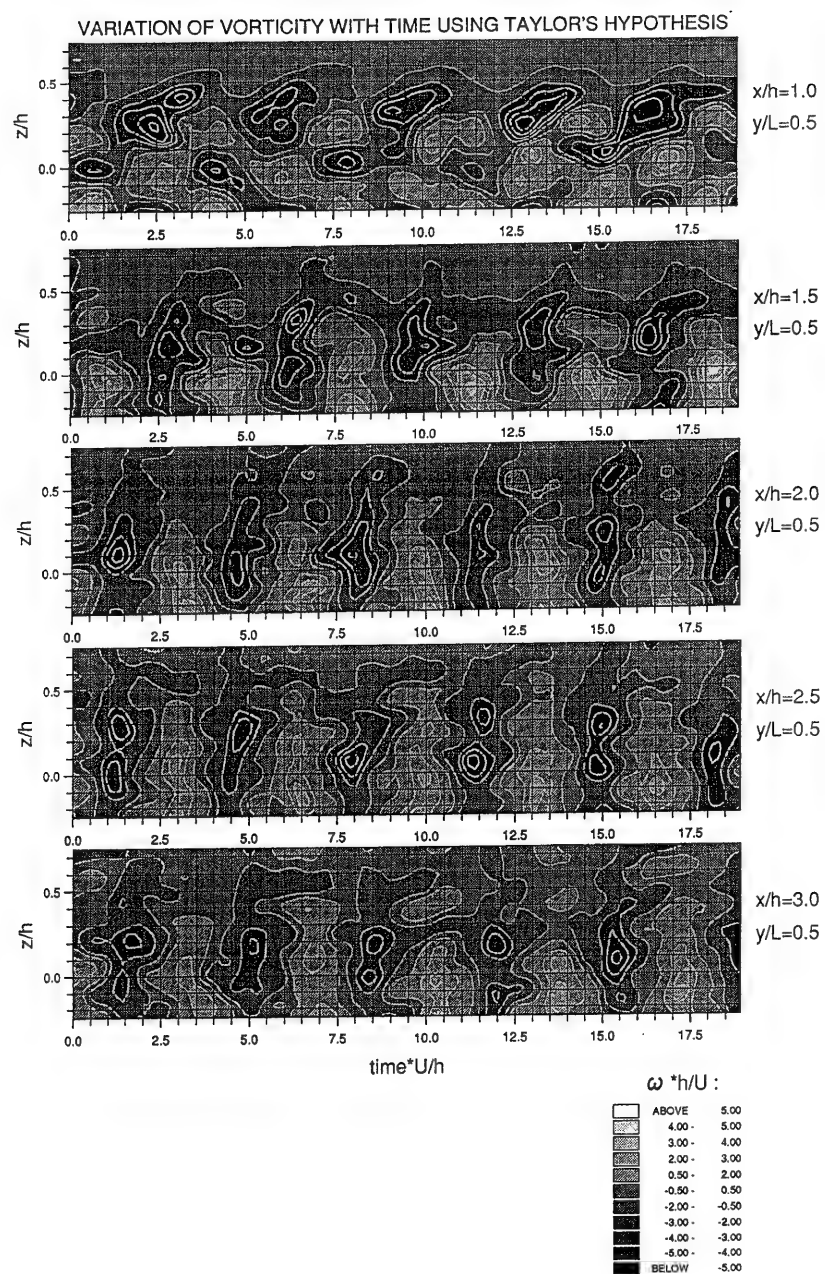 VARIATION OF VORTICITY WITH TIME USING TAYLOR'S HYPOTHESIS
z/h
0.5
0.0
x/h=1.0
y/L=0.5
0.0 2.5 5.0 7.5 10.0 12.5 15.0 17.5
z/h
0.5
0.0
x/h=1.5
y/L=0.5
0.0 2.5 5.0 7.5 10.0 12.5 15.0 17.5
z/h
0.5
0.0
x/h=2.0
y/L=0.5
0.0 2.5 5.0 7.5 10.0 12.5 15.0 17.5
z/h
0.5
0.0
x/h=2.5
y/L=0.5
0.0 2.5 5.0 7.5 10.0 12.5 15.0 17.5
z/h
0.5
0.0
x/h=3.0
y/L=0.5
0.0 2.5 5.0 7.5 10.0 12.5 15.0 17.5
time*U/h
ω *h/U :
ABOVE 5.00
4.00 - 5.00
3.00 - 4.00
2.00 - 3.00
0.50 - 2.00
-0.50 - 0.50
-2.00 - -0.50
-3.00 - -2.00
-4.00 - -3.00
-5.00 - -4.00
BELOW -5.00